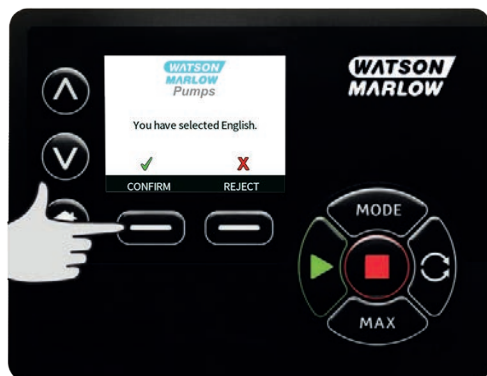 WATSON
MARLOW
Pumps
You have selected English.
CONFIRM
REJECT
WATSON
MARLOW
MODE
MAX